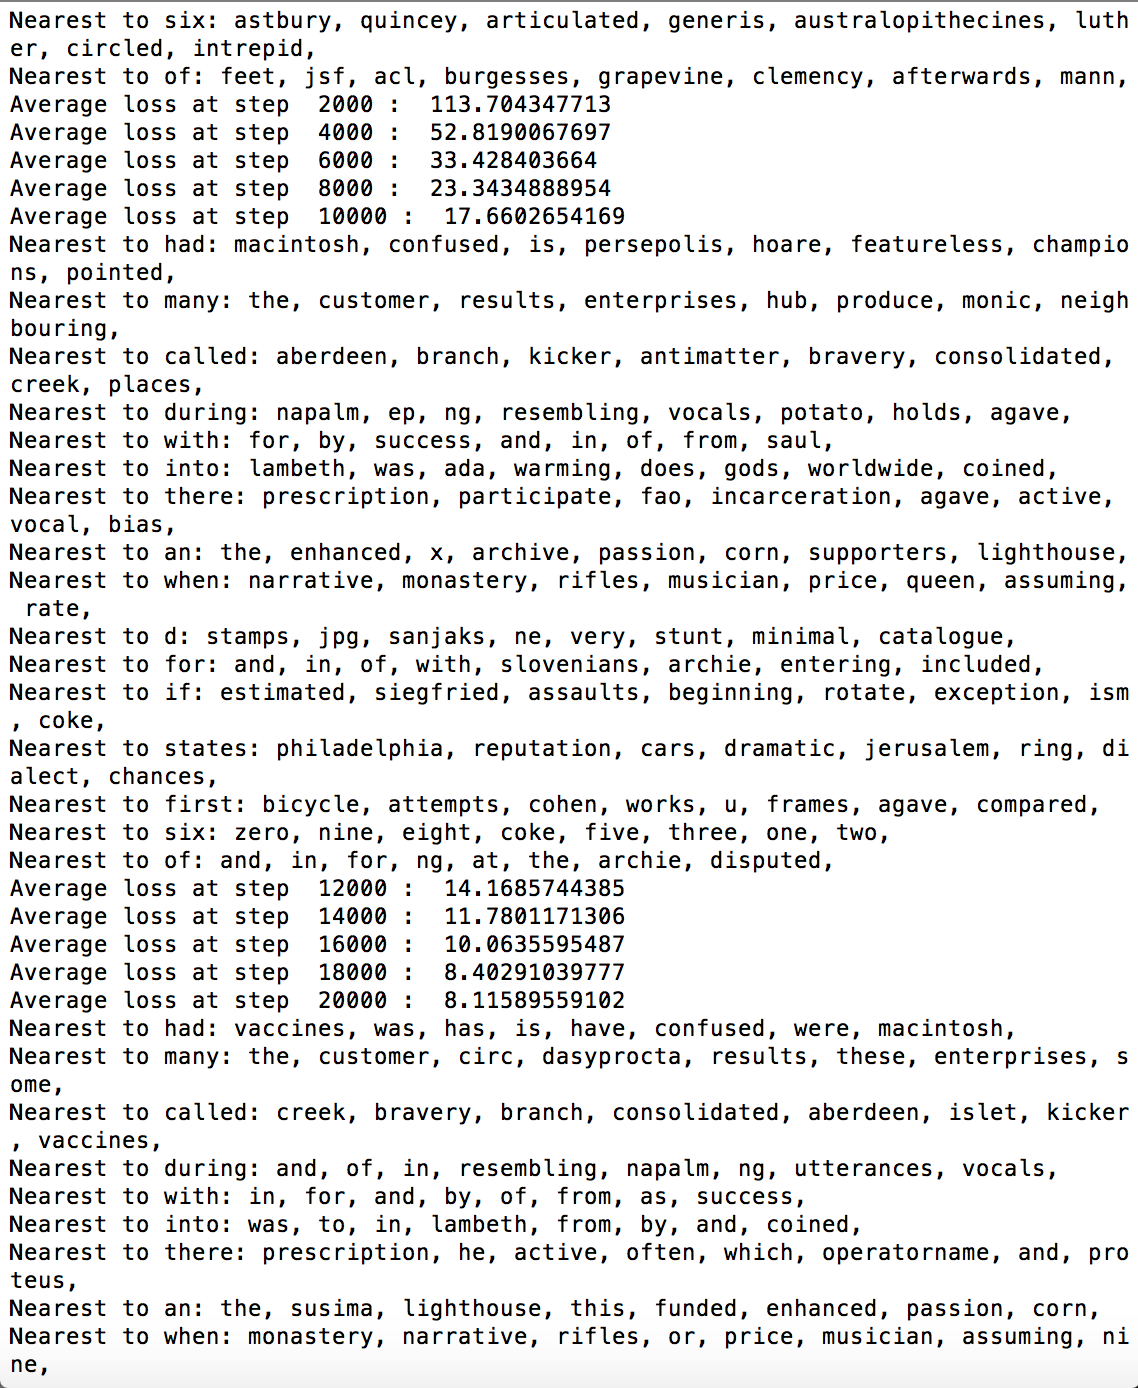 Nearest to six: astbury, quincey, articulated, generis, australopithecines, luth
er, circled, intrepid,
Nearest to of: feet, jsf, acl, burgesses, grapevine, clemency, afterwards, mann,
Average loss at step  2000 :  113.704347713
Average loss at step  4000 :  52.8190067697
Average loss at step  6000 :  33.428403664
Average loss at step  8000 :  23.3434888954
Average loss at step  10000 :  17.6602654169
Nearest to had: macintosh, confused, is, persepolis, hoare, featureless, champio
ns, pointed,
Nearest to many: the, customer, results, enterprises, hub, produce, monic, neigh
bouring,
Nearest to called: aberdeen, branch, kicker, antimatter, bravery, consolidated,
creek, places,
Nearest to during: napalm, ep, ng, resembling, vocals, potato, holds, agave,
Nearest to with: for, by, success, and, in, of, from, saul,
Nearest to into: lambeth, was, ada, warming, does, gods, worldwide, coined,
Nearest to there: prescription, participate, fao, incarceration, agave, active,
vocal, bias,
Nearest to an: the, enhanced, x, archive, passion, corn, supporters, lighthouse,
Nearest to when: narrative, monastery, rifles, musician, price, queen, assuming,
 rate,
Nearest to d: stamps, jpg, sanjaks, ne, very, stunt, minimal, catalogue,
Nearest to for: and, in, of, with, slovenians, archie, entering, included,
Nearest to if: estimated, siegfried, assaults, beginning, rotate, exception, ism
, coke,
Nearest to states: philadelphia, reputation, cars, dramatic, jerusalem, ring, di
alect, chances,
Nearest to first: bicycle, attempts, cohen, works, u, frames, agave, compared,
Nearest to six: zero, nine, eight, coke, five, three, one, two,
Nearest to of: and, in, for, ng, at, the, archie, disputed,
Average loss at step  12000 :  14.1685744385
Average loss at step  14000 :  11.7801171306
Average loss at step  16000 :  10.0635595487
Average loss at step  18000 :  8.40291039777
Average loss at step  20000 :  8.11589559102
Nearest to had: vaccines, was, has, is, have, confused, were, macintosh,
Nearest to many: the, customer, circ, dasyprocta, results, these, enterprises, s
ome,
Nearest to called: creek, bravery, branch, consolidated, aberdeen, islet, kicker
, vaccines,
Nearest to during: and, of, in, resembling, napalm, ng, utterances, vocals,
Nearest to with: in, for, and, by, of, from, as, success,
Nearest to into: was, to, in, lambeth, from, by, and, coined,
Nearest to there: prescription, he, active, often, which, operatorname, and, pro
teus,
Nearest to an: the, susima, lighthouse, this, funded, enhanced, passion, corn,
Nearest to when: monastery, narrative, rifles, or, price, musician, assuming, ni
ne,